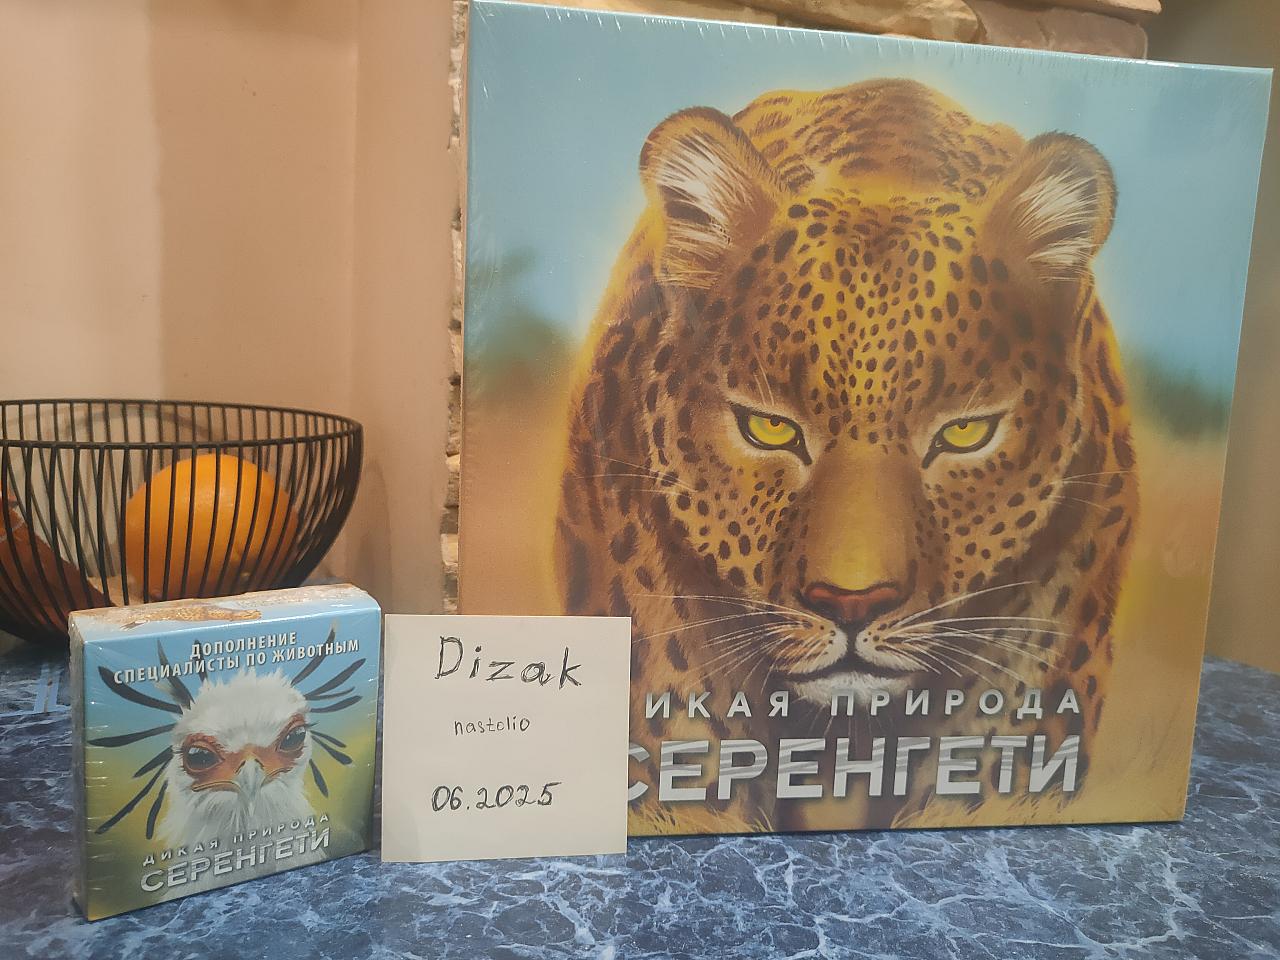 ДОПОЛНЕНИЕ
СПЕЦИАЛИСТЫ ПО ЖИВОТНЫМ
ДИКАЯ ПРИРОДА
СЕРЕНГЕТИ
Dizak
nastolio
06.2025
ИКАЯ ПРИРОДА
СЕРЕНГЕТИ